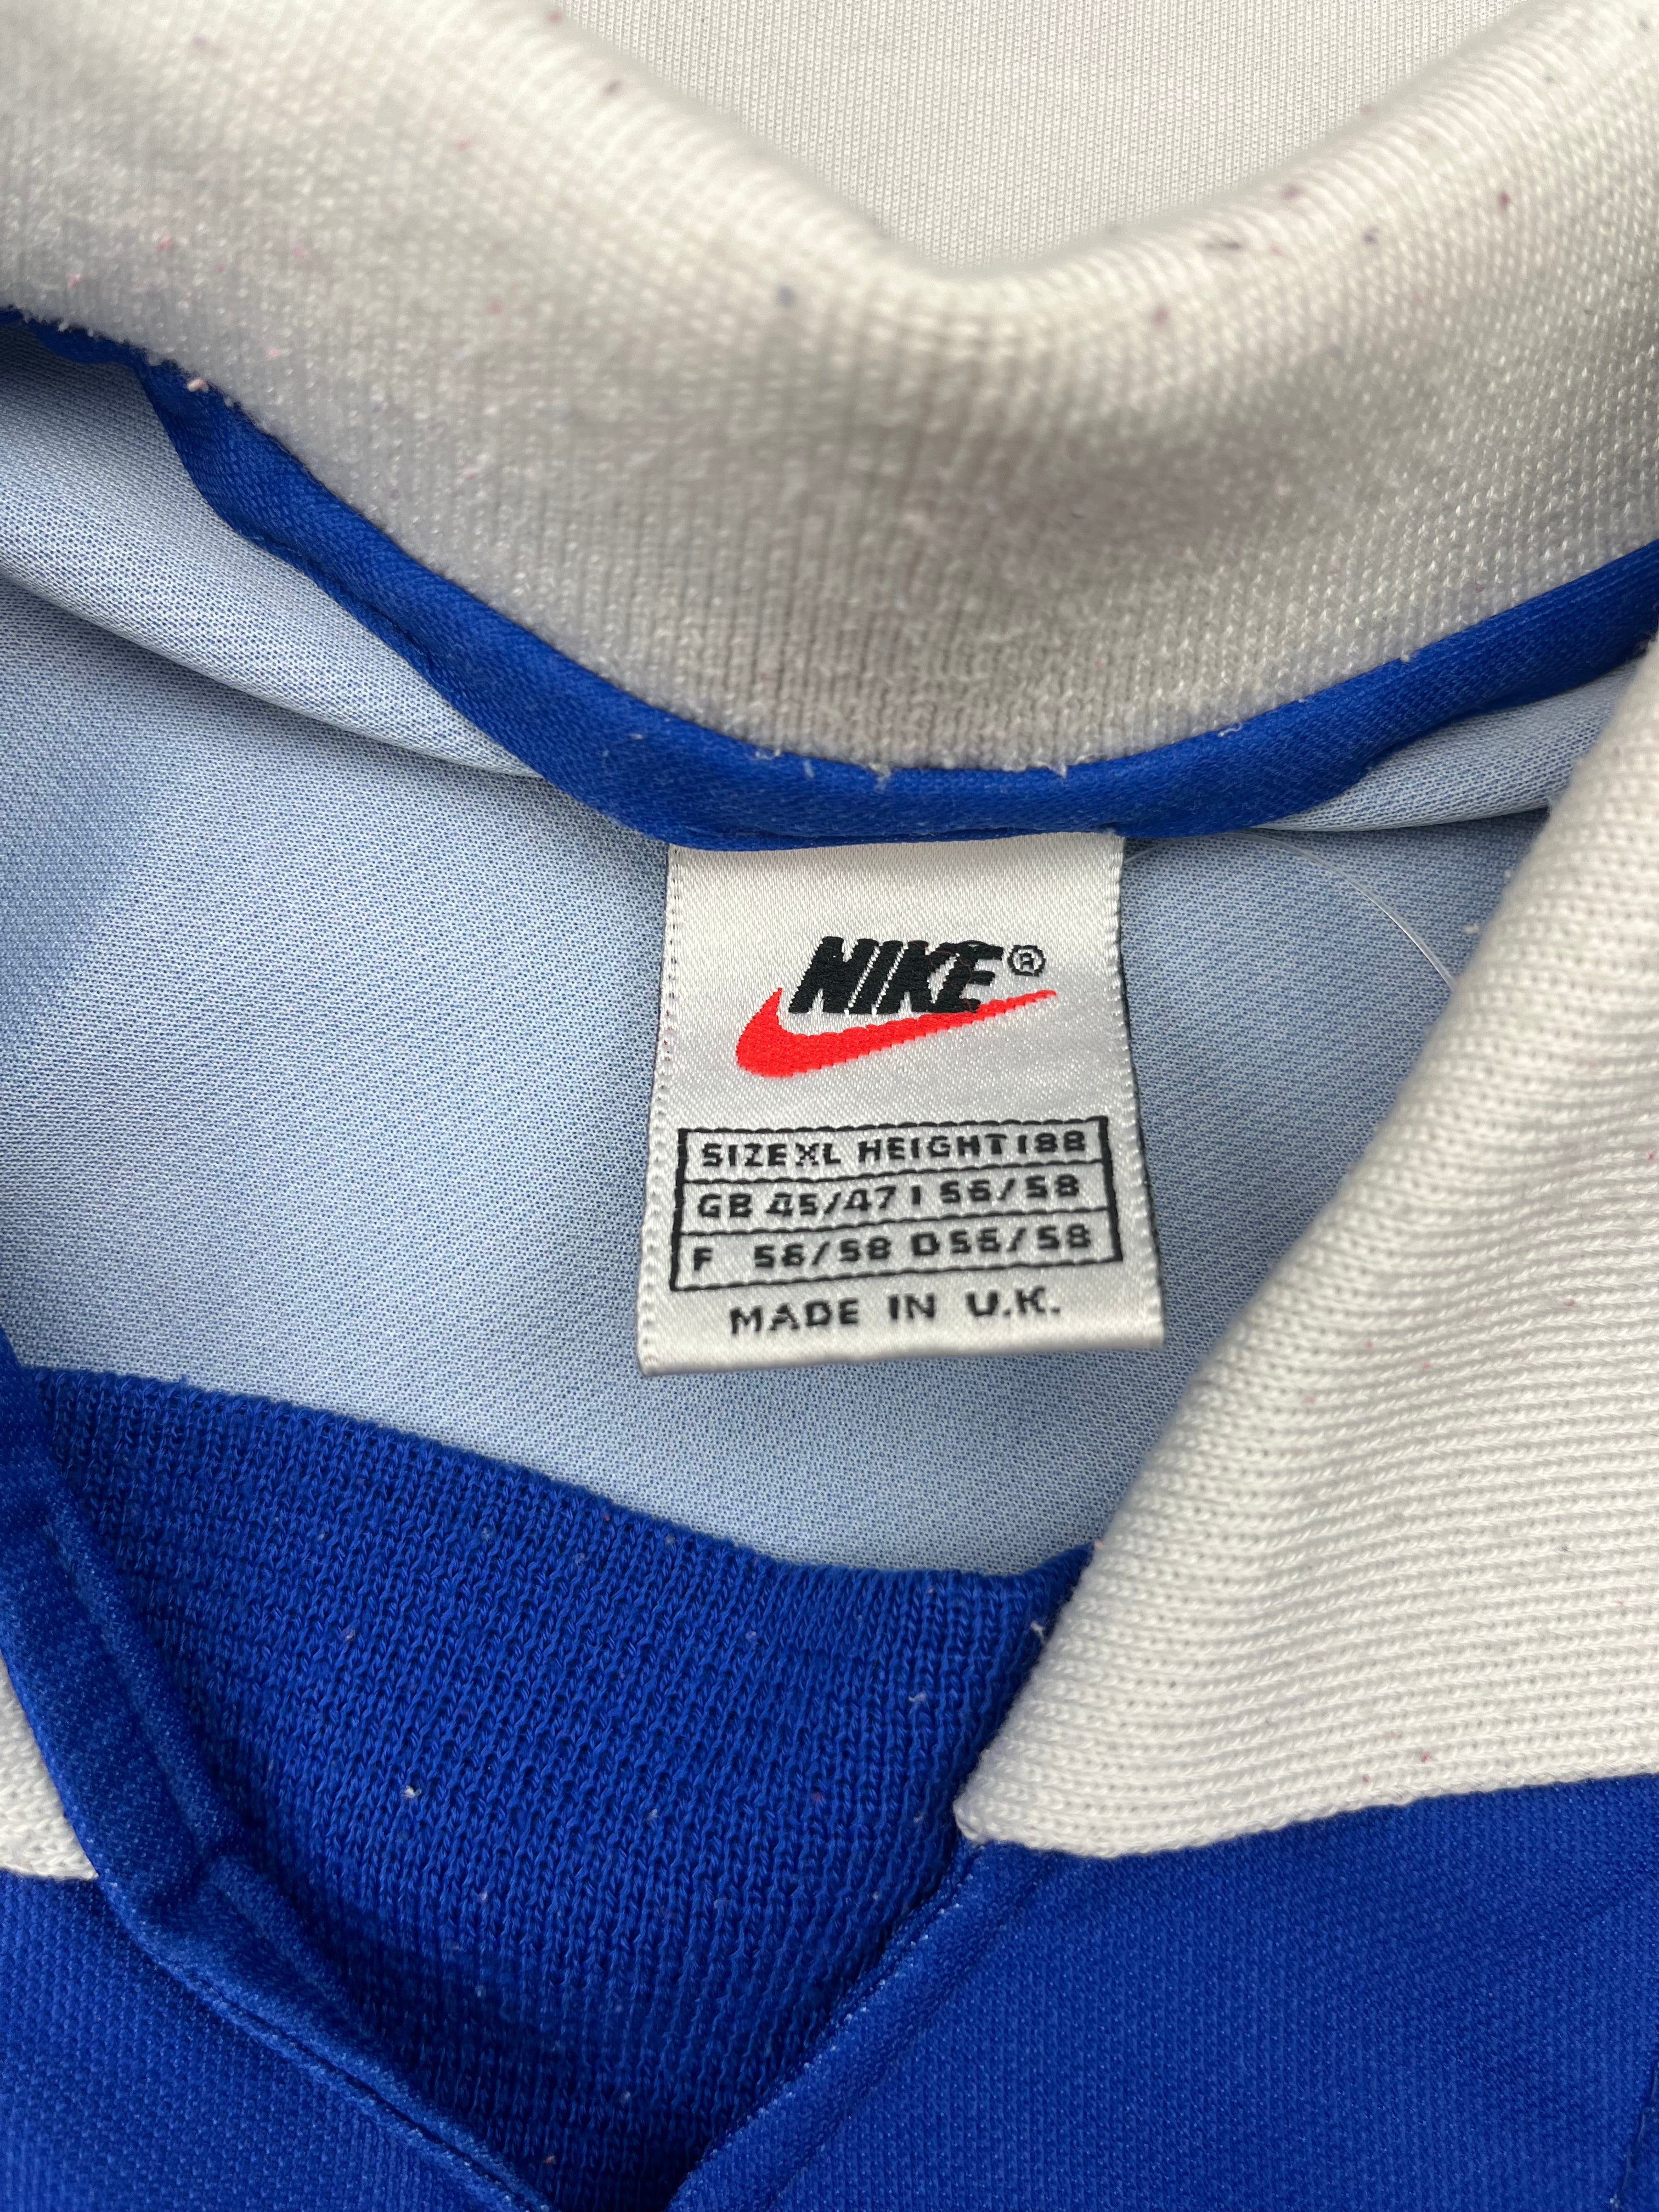 NIKE®
SIZE XL HEIGHT 188
GB 45/47 I 56/58
F 56/58 D 56/58
MADE IN U.K.